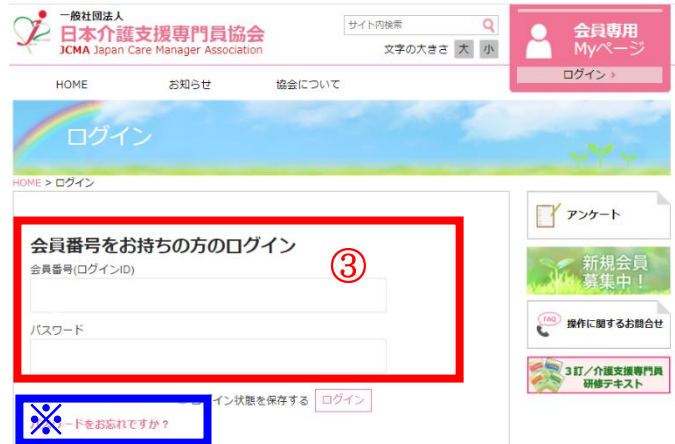 一般社団法人
日本介護支援専門員協会
JCMA Japan Care Manager Association
サイト内検索
文字の大きさ 大 小
会員専用
Myページ
ログイン
HOME お知らせ 協会について
ログイン
HOME > ログイン
会員番号をお持ちの方のログイン
③
会員番号(ログインID)
パスワード
イン状態を保存する ログイン
※
ードをお忘れですか？
アンケート
新規会員
募集中！
FAQ 操作に関するお問合せ
3訂/介護支援専門員
研修テキスト